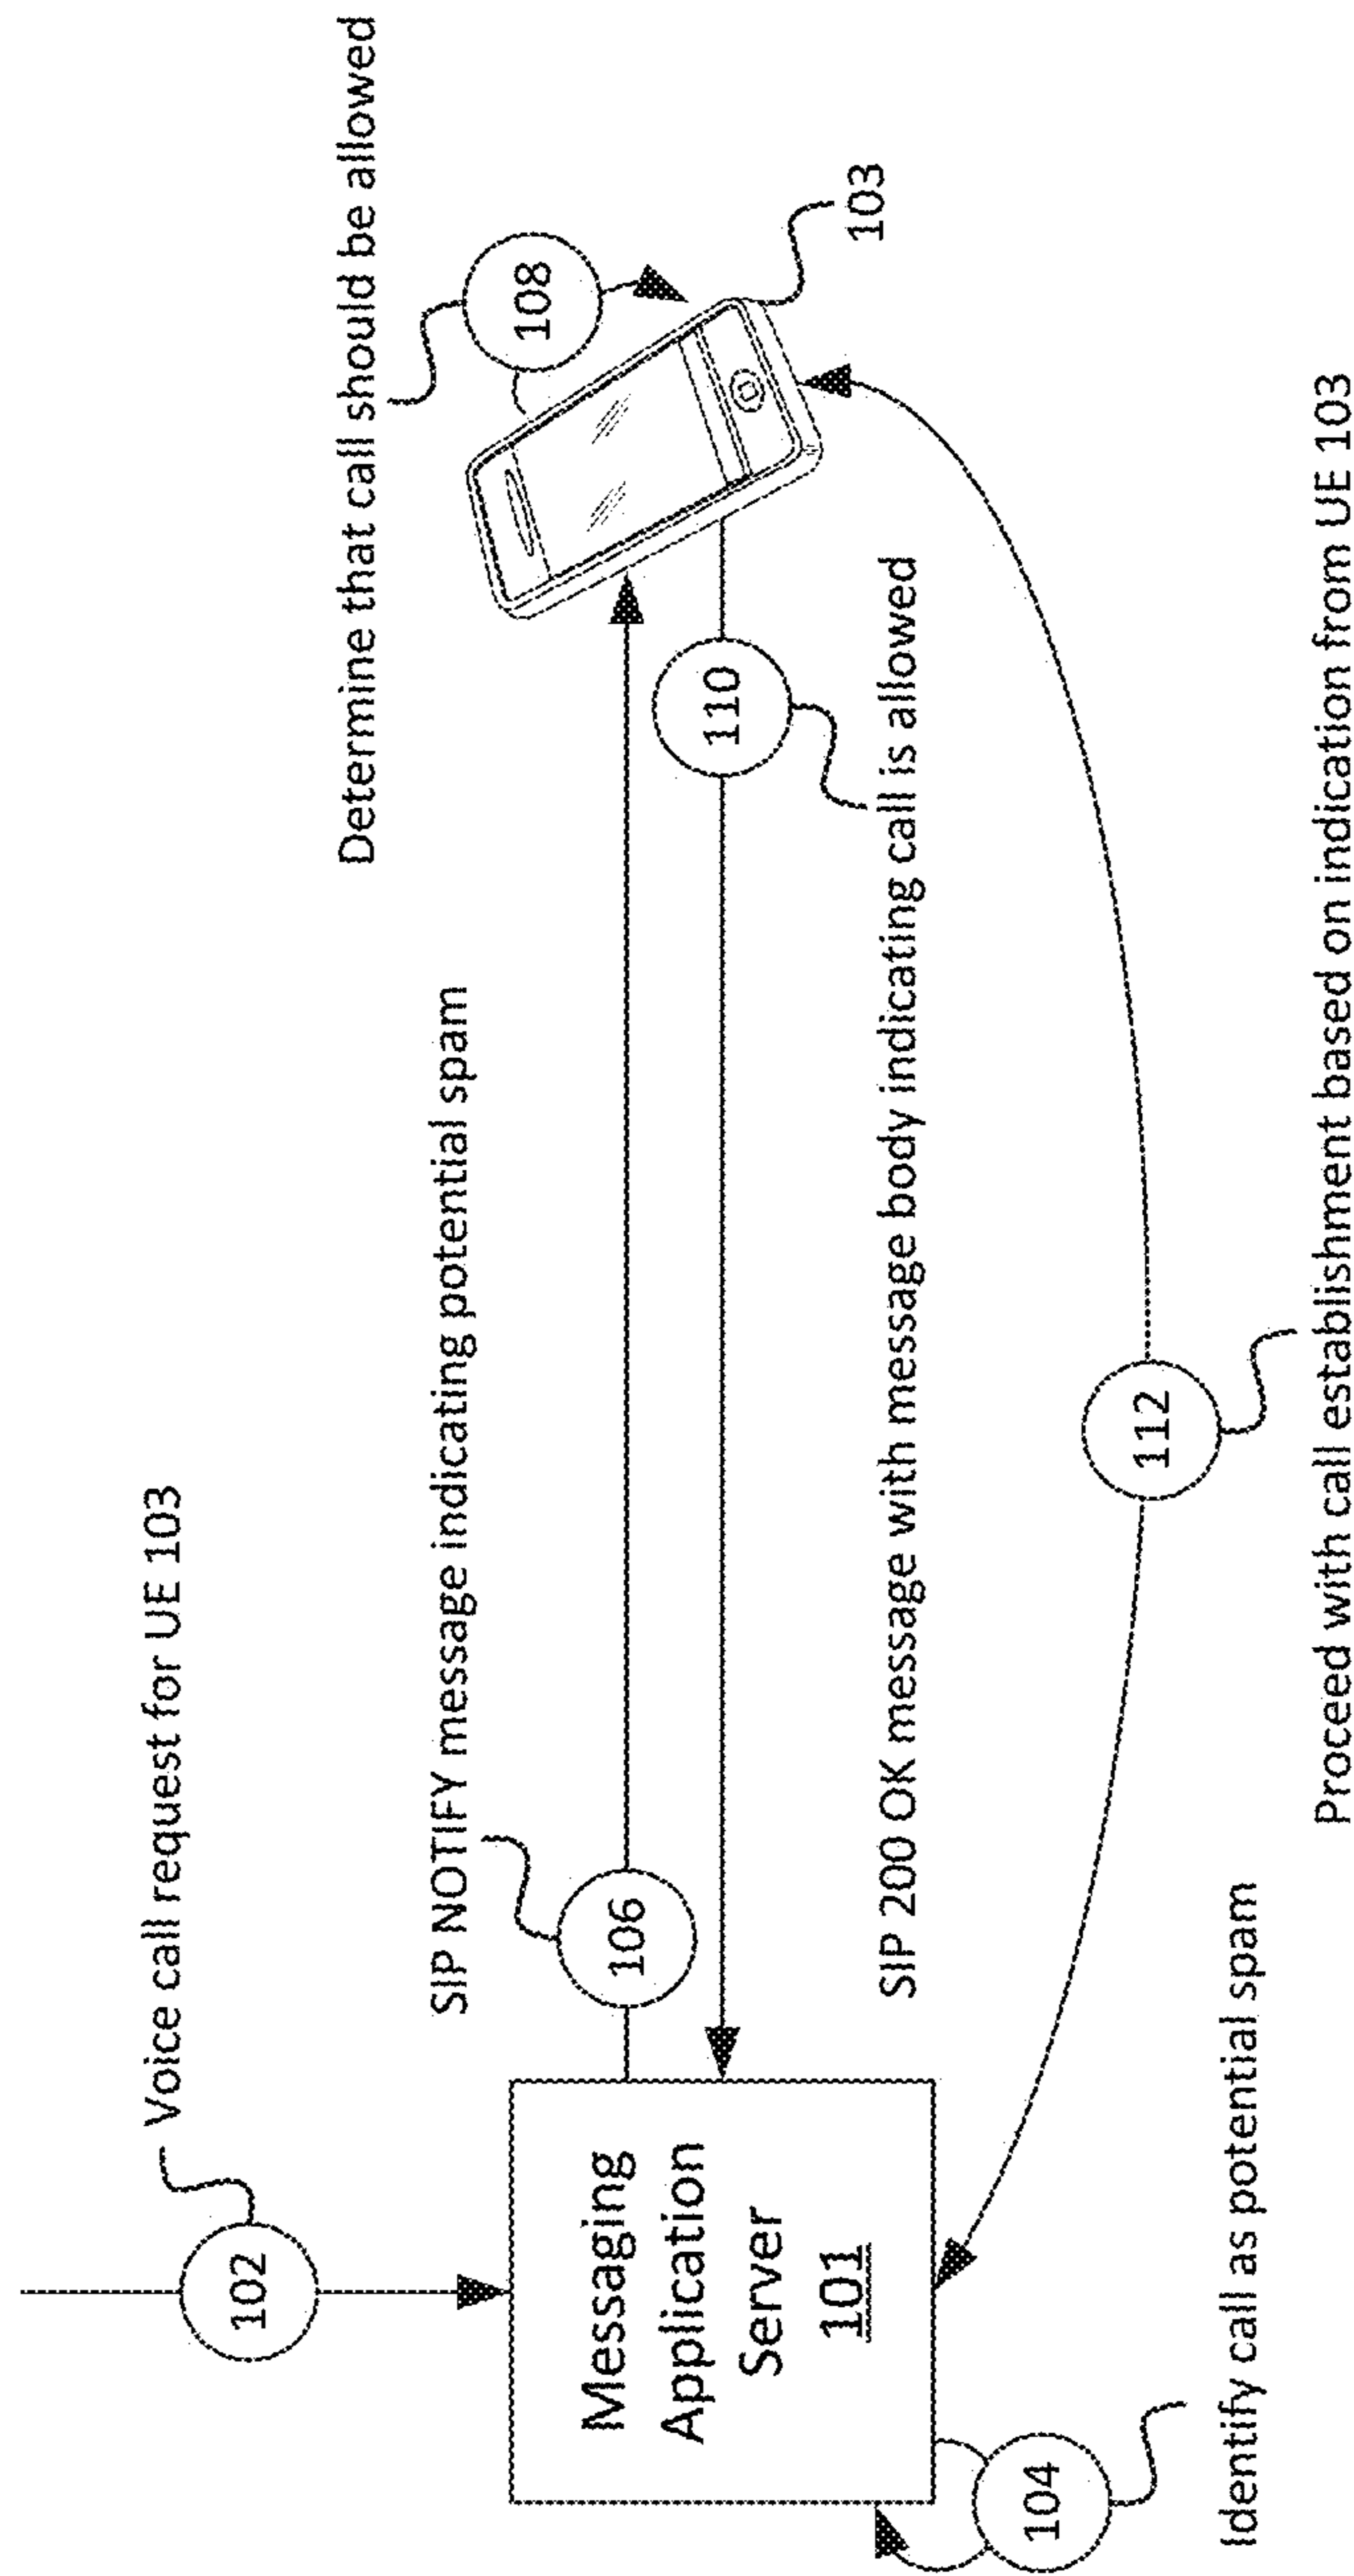 102
Voice call request for UE 103
Determine that call should be allowed
SIP NOTIFY message indicating potential spam
108
106
103
Messaging
Application
Server
101
110
SIP 200 OK message with message body indicating call is allowed
104
112
Identify call as potential spam
Proceed with call establishment based on indication from UE 103